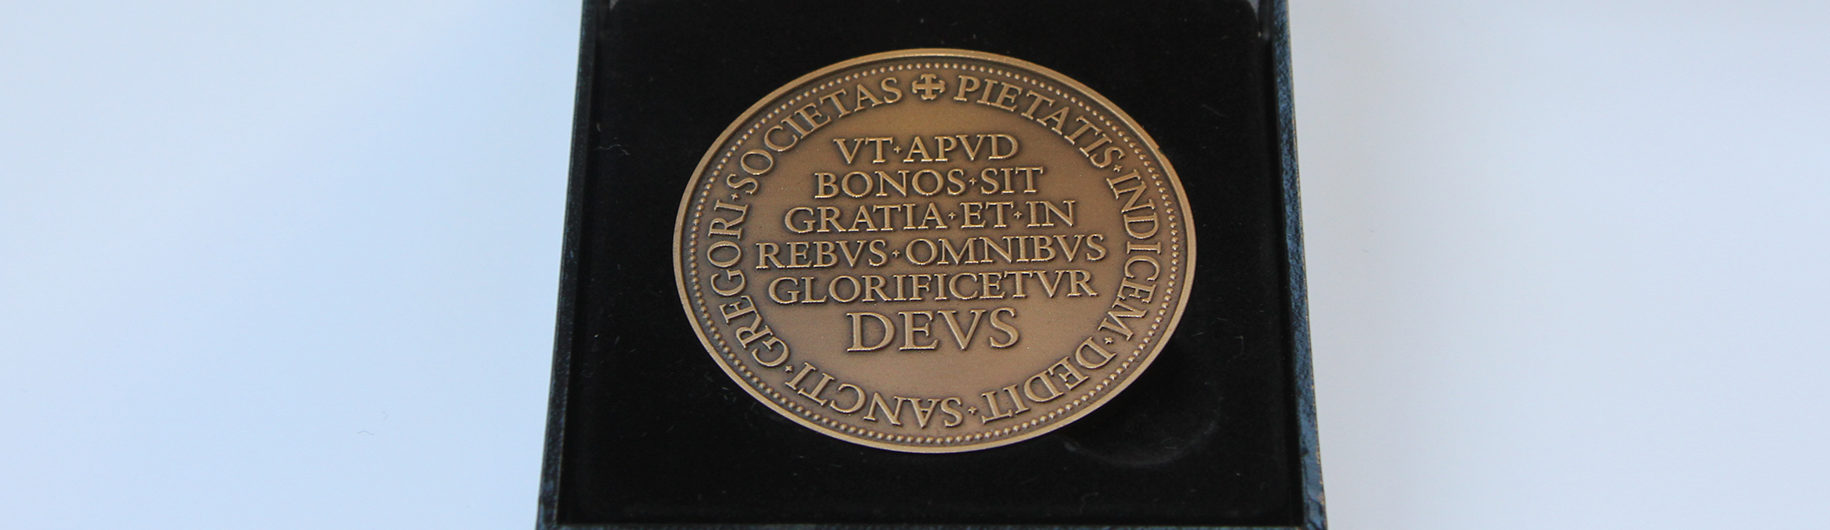 ✠ PIETATIS · INDICEM · DEDIT · SANCTI · GREGORI · SOCIETAS
VT · APVD
BONOS · SIT
GRATIA · ET · IN
REBVS · OMNIBVS
GLORIFICETVR
DEVS